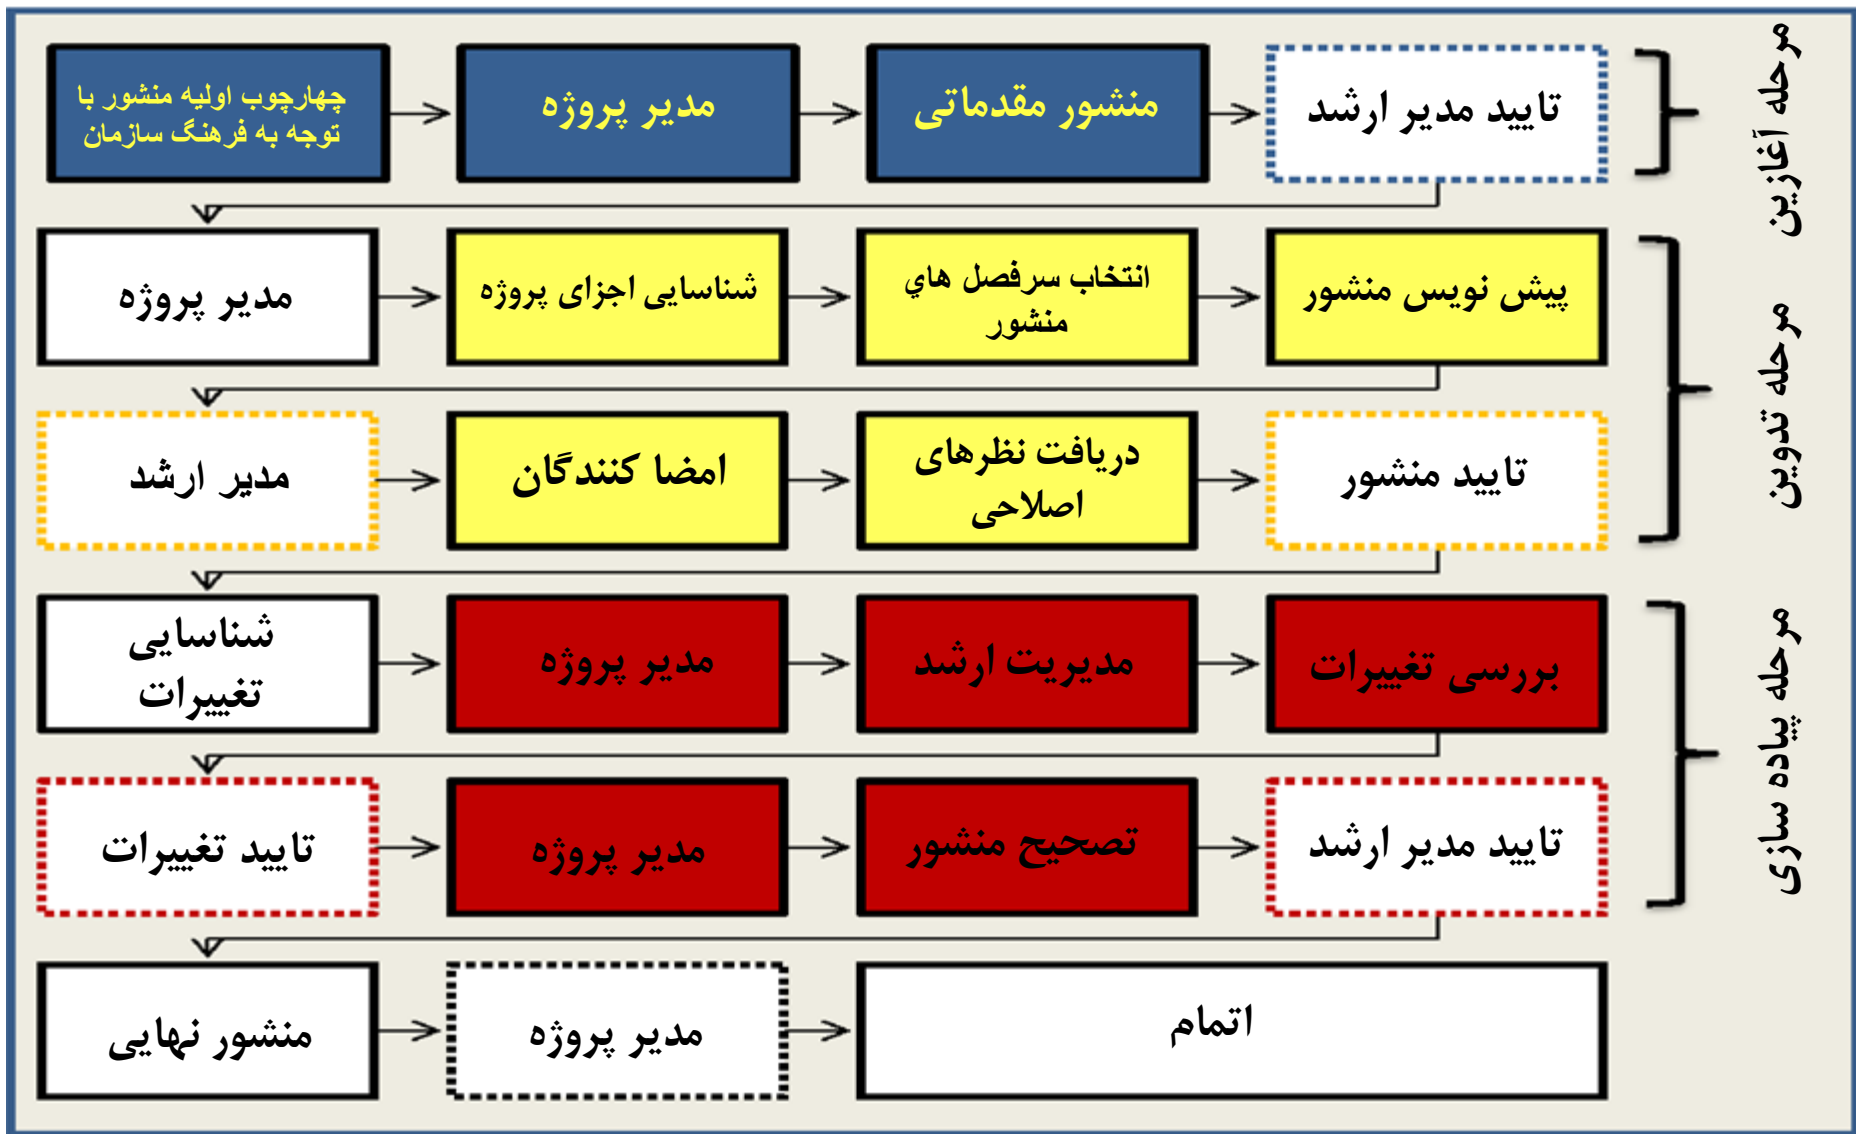 چهارچوب اولیه منشور با
توجه به فرهنگ سازمان
مدیر پروژه
منشور مقدماتی
تایید مدیر ارشد
مرحله آغازین
مدیر پروژه
شناسایی اجزای پروژه
انتخاب سرفصل هاي
منشور
پیش نویس منشور
مرحله تدوین
مدیر ارشد
امضا کنندگان
دریافت نظرهای
اصلاحی
تایید منشور
شناسایی
تغییرات
مدیر پروژه
مدیریت ارشد
بررسی تغییرات
مرحله پیاده سازی
تایید تغییرات
مدیر پروژه
تصحیح منشور
تایید مدیر ارشد
منشور نهایی
مدیر پروژه
اتمام